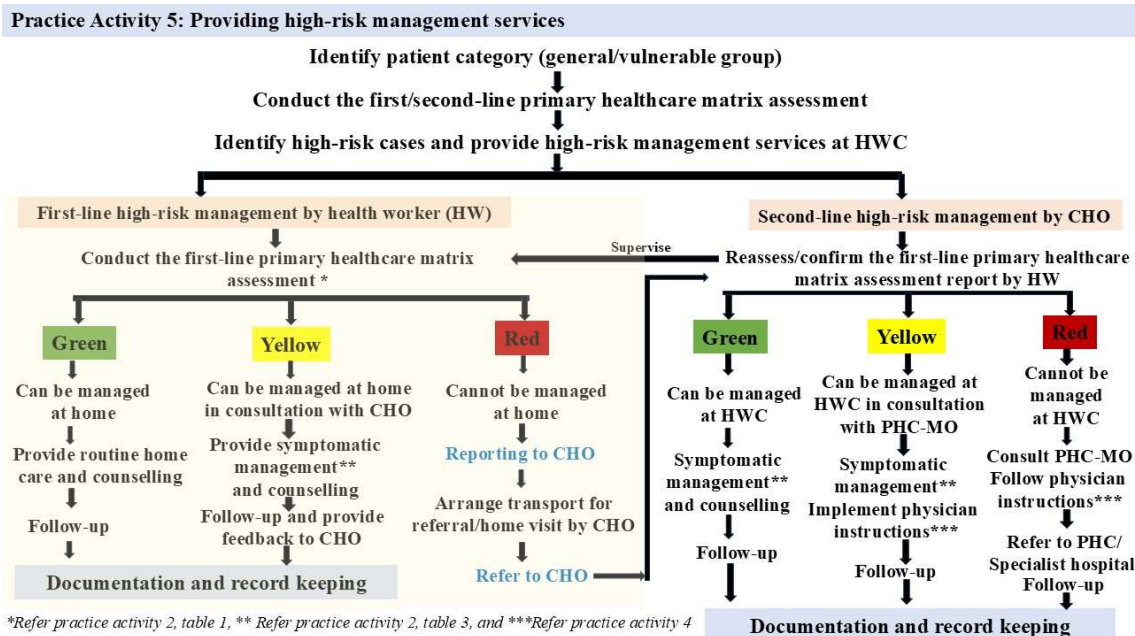 Practice Activity 5: Providing high-risk management services
Identify patient category (general/vulnerable group)
Conduct the first/second-line primary healthcare matrix assessment
Identify high-risk cases and provide high-risk management services at HWC
First-line high-risk management by health worker (HW)
Conduct the first-line primary healthcare matrix
assessment *
Green
Can be managed
at home
Provide routine home
care and counselling
Follow-up
Yellow
Can be managed at home
in consultation with CHO
Provide symptomatic
management**
and counselling
Follow-up and provide
feedback to CHO
Red
Cannot be managed
at home
Reporting to CHO
Arrange transport for
referral/home visit by CHO
Refer to CHO
Documentation and record keeping
Supervise
Second-line high-risk management by CHO
Reassess/confirm the first-line primary healthcare
matrix assessment report by HW
Green
Can be managed
at HWC
Symptomatic
management**
and counselling
Follow-up
Yellow
Can be managed at
HWC in consultation
with PHC-MO
Symptomatic
management**
Implement physician
instructions***
Follow-up
Red
Cannot be
managed
at HWC
Consult PHC-MO
Follow physician
instructions***
Refer to PHC/
Specialist hospital
Follow-up
Documentation and record keeping
*Refer practice activity 2, table 1, ** Refer practice activity 2, table 3, and ***Refer practice activity 4